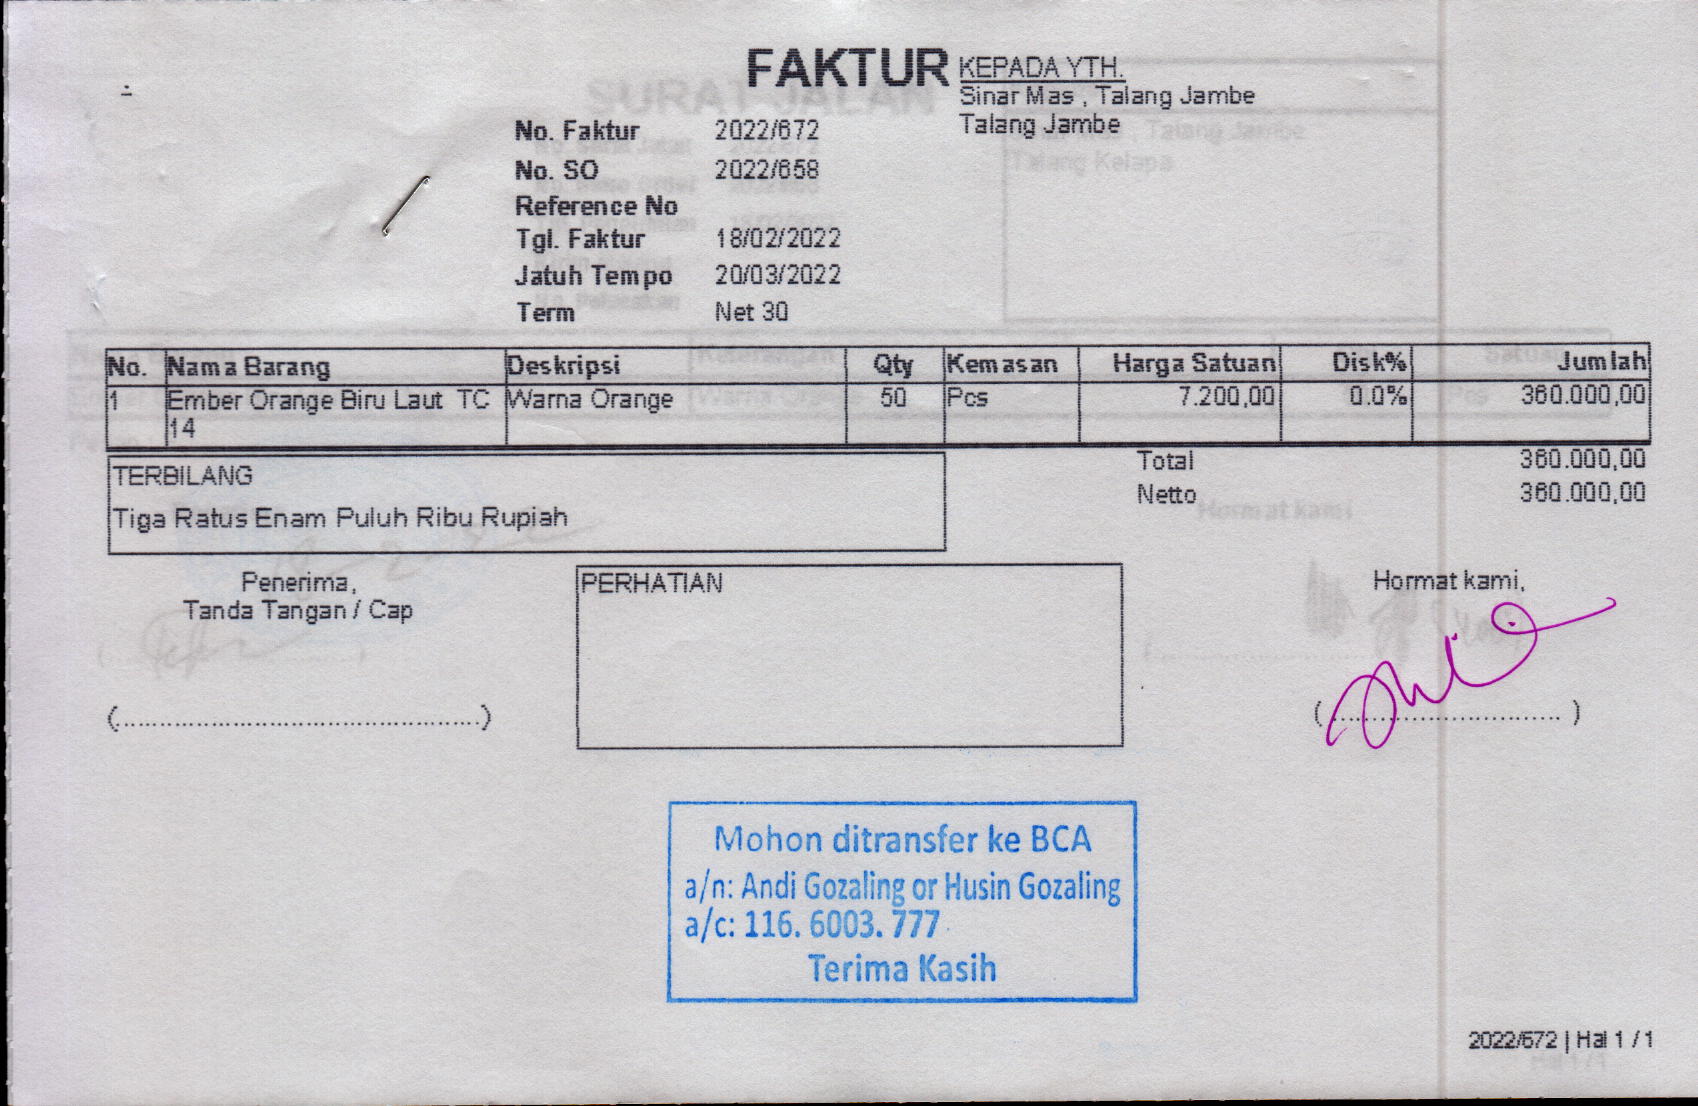 FAKTUR
KEPADA YTH.
Sinar Mas , Talang Jambe
Talang Jambe
No. Faktur 2022/672
No. SO 2022/658
Reference No
Tgl. Faktur 18/02/2022
Jatuh Tempo 20/03/2022
Term Net 30
No. Nama Barang Deskripsi Qty Kemasan Harga Satuan Disk% Jumlah
1 Ember Orange Biru Laut TC Warna Orange 50 Pcs 7.200,00 0.0% 360.000,00
14
TERBILANG
Tiga Ratus Enam Puluh Ribu Rupiah
Total 360.000,00
Netto 360.000,00
Penerima,
Tanda Tangan / Cap
(................................................)
PERHATIAN
Hormat kami,
(.............................. )
Mohon ditransfer ke BCA
a/n: Andi Gozaling or Husin Gozaling
a/c: 116. 6003. 777
Terima Kasih
2022/672 | Hal 1 / 1